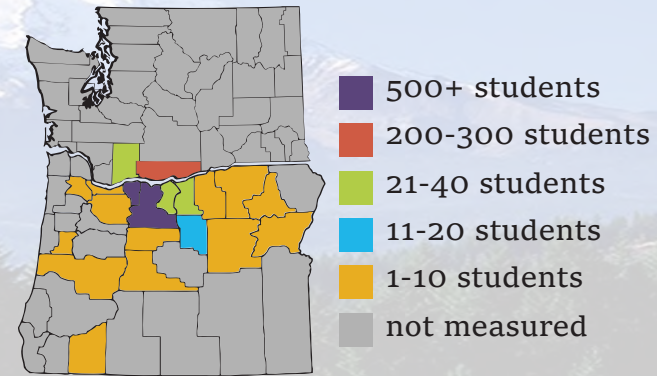 500+ students
200-300 students
21-40 students
11-20 students
1-10 students
not measured